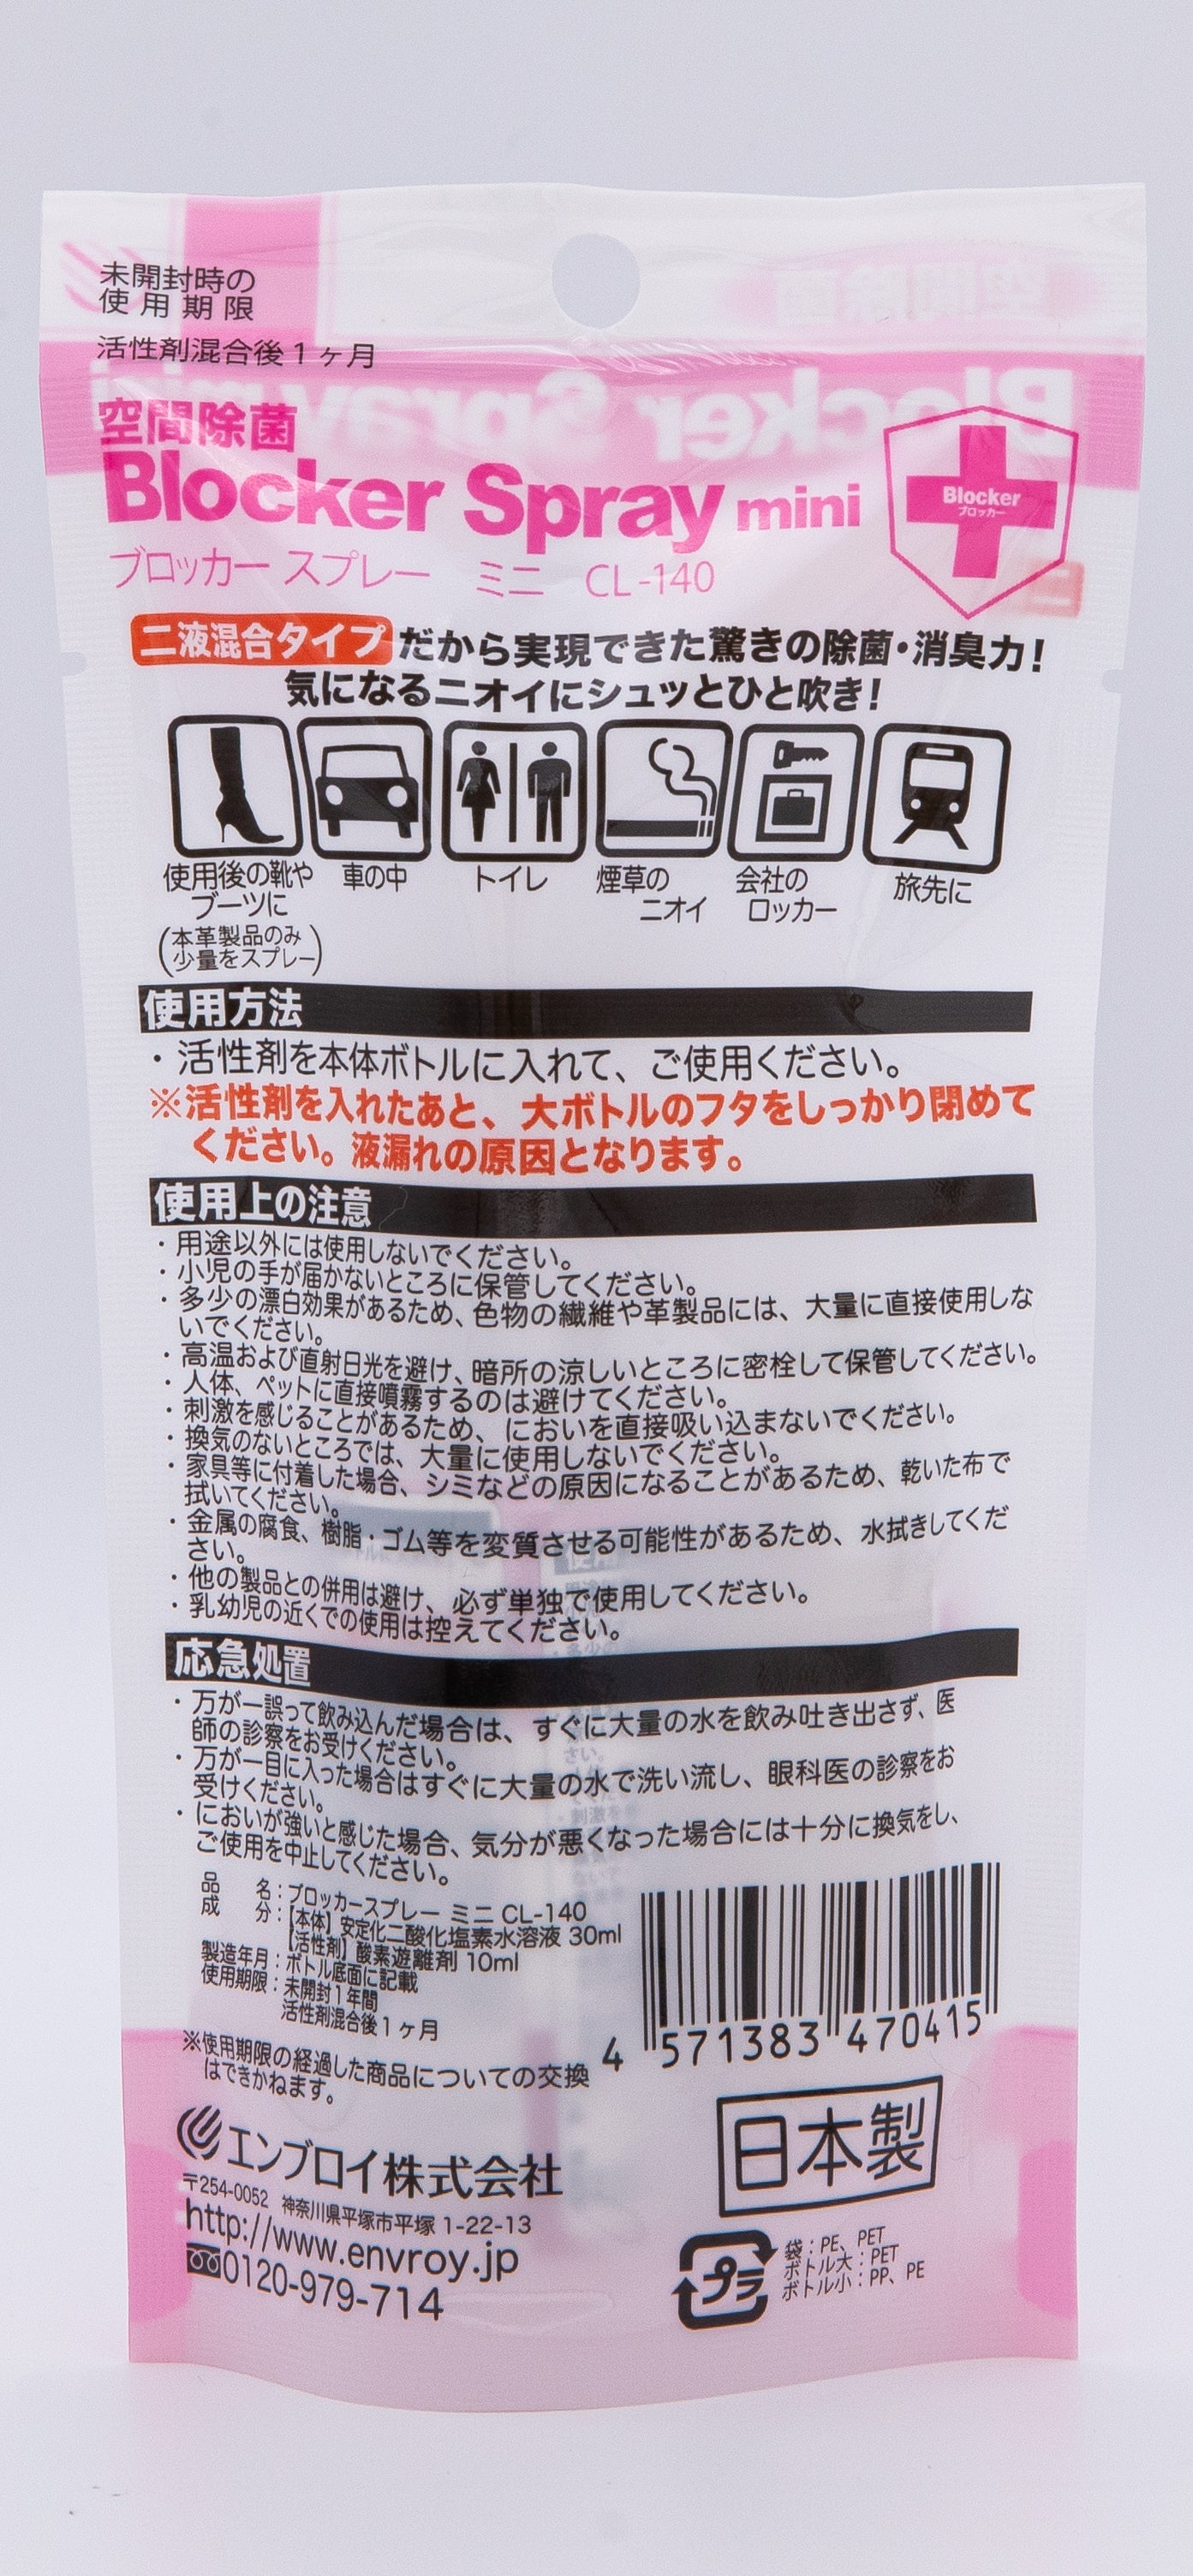 未開封時の
使用期限
活性剤混合後1ヶ月
空間除菌
Blocker Spray mini
Blocker
ブロッカー
ブロッカー スプレー ミニ CL-140
二液混合タイプだから実現できた驚きの除菌・消臭力！
気になるニオイにシュッとひと吹き！
使用後の靴や
ブーツに
(本革製品のみ
少量をスプレー)
車の中
トイレ
煙草の
ニオイ
会社の
ロッカー
旅先に
使用方法
・活性剤を本体ボトルに入れて、ご使用ください。
※活性剤を入れたあと、大ボトルのフタをしっかり閉めて
ください。液漏れの原因となります。
使用上の注意
・用途以外には使用しないでください。
・小児の手が届かないところに保管してください。
・多少の漂白効果があるため、色物の繊維や革製品には、大量に直接使用しな
いでください。
・高温および直射日光を避け、暗所の涼しいところに密栓して保管してください。
・人体、ペットに直接噴霧するのは避けてください。
・刺激を感じることがあるため、においを直接吸い込まないでください。
・換気のないところでは、大量に使用しないでください。
・家具等に付着した場合、シミなどの原因になることがあるため、乾いた布で
拭いてください。
・金属の腐食、樹脂・ゴム等を変質させる可能性があるため、水拭きしてくだ
さい。
・他の製品との併用は避け、必ず単独で使用してください。
・乳幼児の近くでの使用は控えてください。
応急処置
・万が一誤って飲み込んだ場合は、すぐに大量の水を飲み吐き出さず、医
師の診察をお受けください。
・万が一目に入った場合はすぐに大量の水で洗い流し、眼科医の診察をお
受けください。
・においが強いと感じた場合、気分が悪くなった場合には十分に換気をし、
ご使用を中止してください。
品 名：ブロッカースプレー ミニ CL-140
成 分：【本体】安定化二酸化塩素水溶液 30ml
【活性剤】酸素遊離剤 10ml
製造年月：ボトル底面に記載
使用期限：未開封1年間
活性剤混合後1ヶ月
※使用期限の経過した商品についての交換
はできかねます。
4 571383 470415
エンブロイ株式会社
〒254-0052 神奈川県平塚市平塚 1-22-13
http://www.envroy.jp
0120-979-714
日本製
プラ
袋：PE、PET
ボトル大：PET
ボトル小：PP、PE